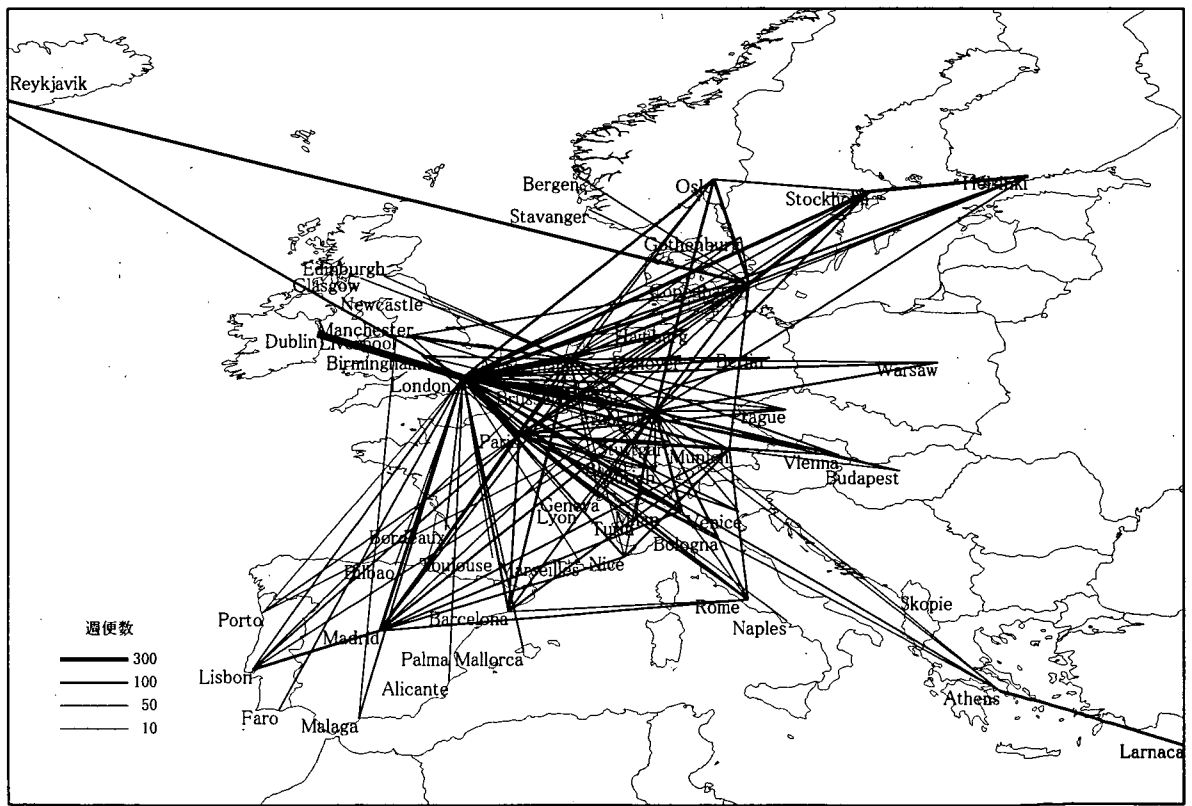 Reykjavik
Bergen
Oslo
Stockholm
Helsinki
Stavanger
Gothenburg
Edinburgh
Glasgow
Newcastle
Manchester
Hamburg
Dublin
Liverpool
Birmingham
Berlin
London
Warsaw
Paris
Munich
Vienna
Budapest
Geneva
Lyon
Turin
Milan
Venice
Bologna
Bordeaux
Bilbao
Toulouse
Marseilles
Nice
Porto
Madrid
Barcelona
Rome
Naples
Skopie
週便数
300
100
50
10
Lisbon
Palma Mallorca
Alicante
Faro
Malaga
Athens
Larnaca